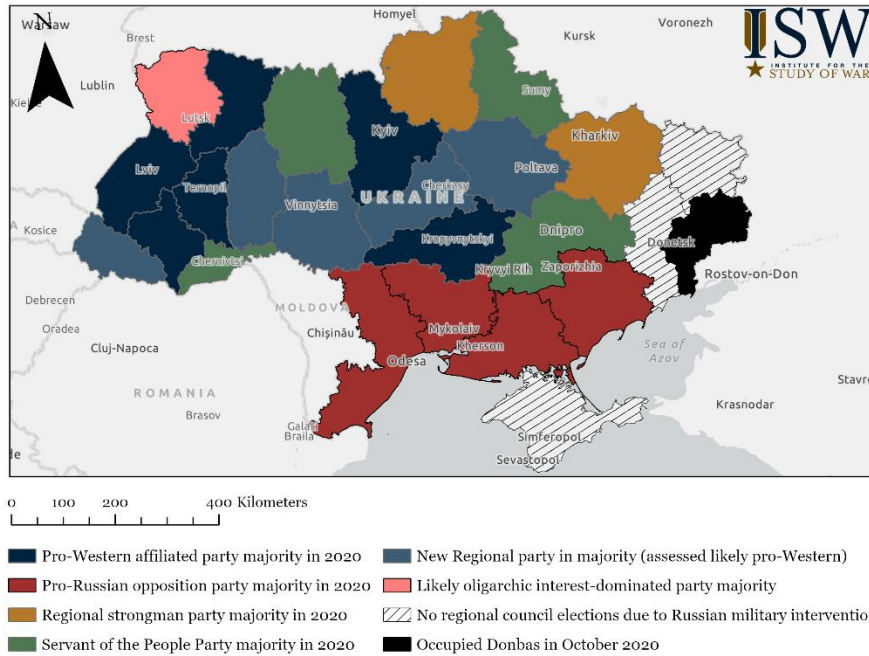 Warsaw
N
Brest
Homyel
Kursk
Voronezh
ISW
INSTITUTE FOR THE
STUDY OF WAR
Lublin
Kie
Lutsk
Sumy
Kyiv
Kharkiv
Lviv
Ternopil
Poltava
Cherkasy
UKRAINE
Vinnytsia
Kosice
Kropyvnytskyi
Dnipro
Donetsk
Chernivtsi
Kryvyi Rih
Zaporizhia
Rostov-on-Don
Debrecen
MOLDOVA
Oradea
Chișinău
Mykolaiv
Cluj-Napoca
Kherson
Sea of
Azov
Odesa
Stavro
ROMANIA
Krasnodar
Brasov
Galați
Braila
Simferopol
Sevastopol
0 100 200 400 Kilometers
Pro-Western affiliated party majority in 2020
New Regional party in majority (assessed likely pro-Western)
Pro-Russian opposition party majority in 2020
Likely oligarchic interest-dominated party majority
Regional strongman party majority in 2020
No regional council elections due to Russian military intervention
Servant of the People Party majority in 2020
Occupied Donbas in October 2020